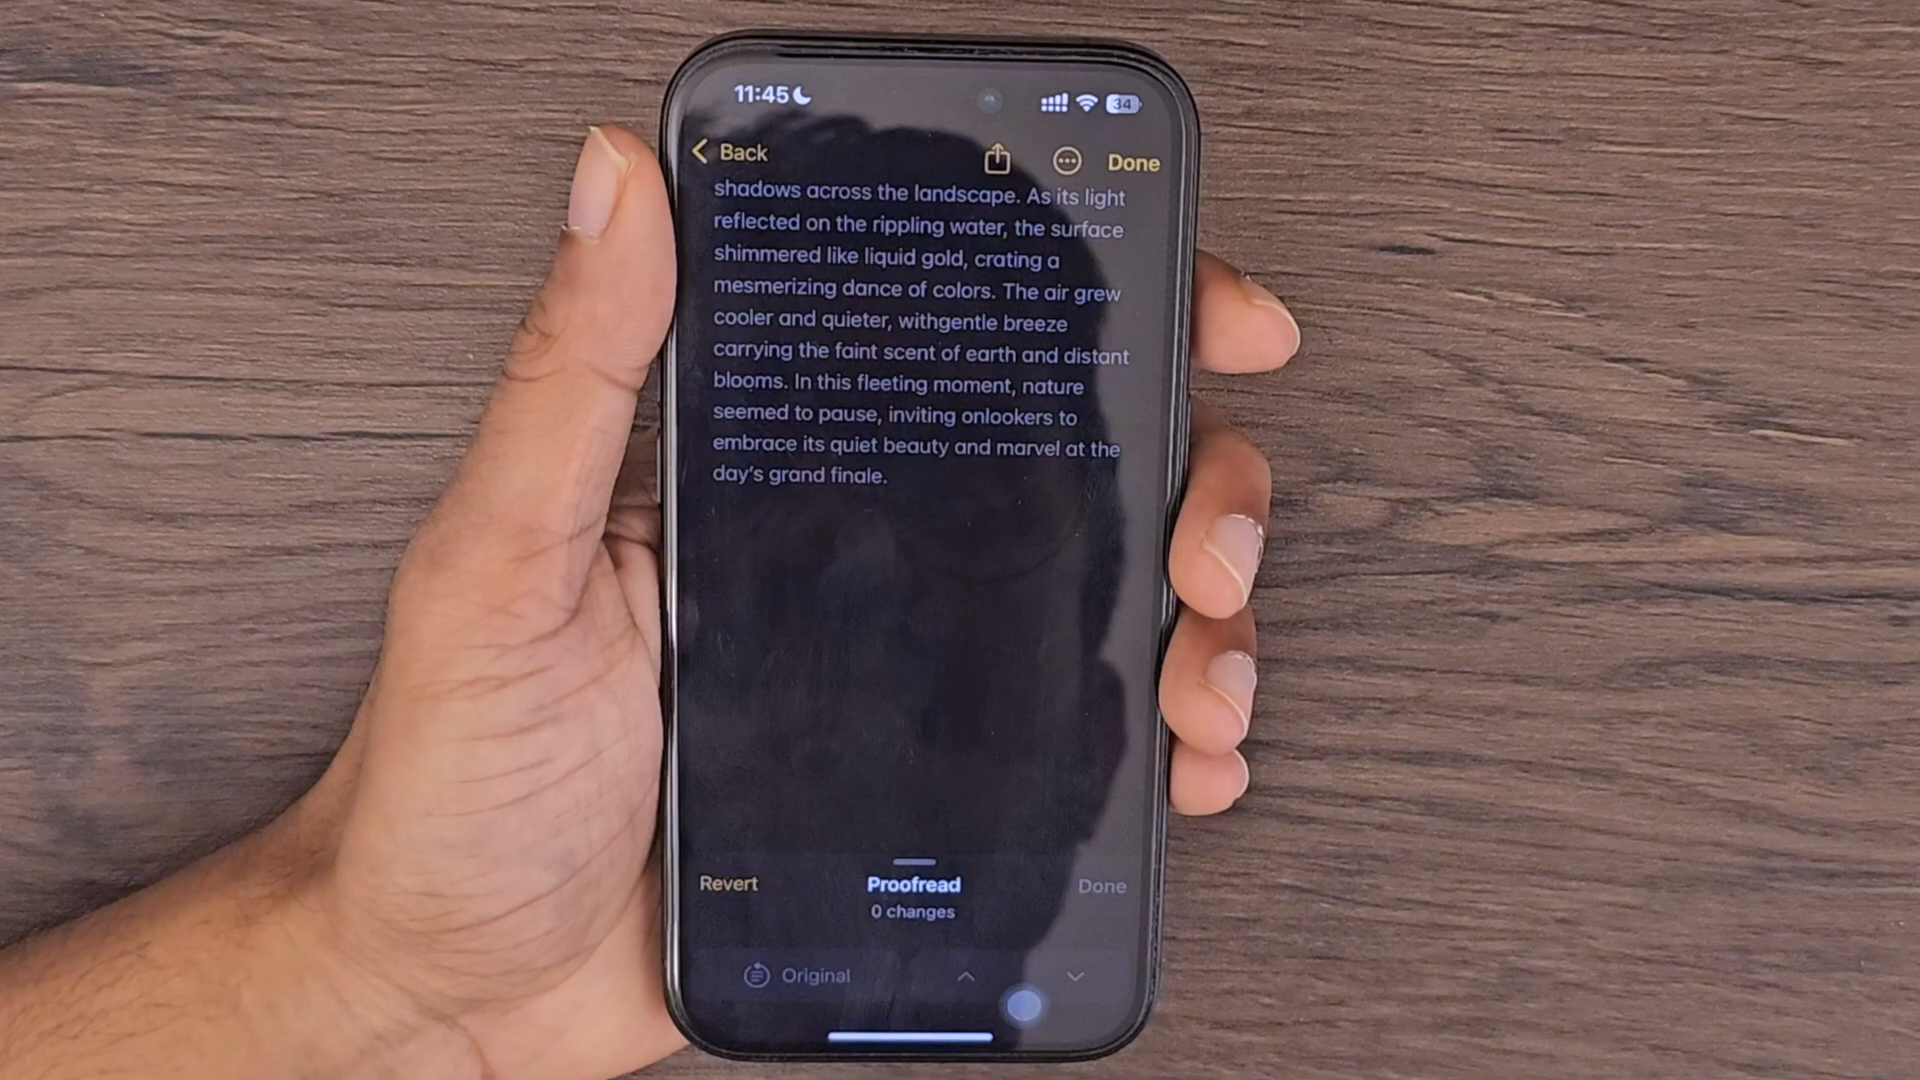 11:45
34
Back
Done
shadows across the landscape. As its light
reflected on the rippling water, the surface
shimmered like liquid gold, crating a
mesmerizing dance of colors. The air grew
cooler and quieter, withgentle breeze
carrying the faint scent of earth and distant
blooms. In this fleeting moment, nature
seemed to pause, inviting onlookers to
embrace its quiet beauty and marvel at the
day's grand finale.
Revert
Proofread
Done
0 changes
Original